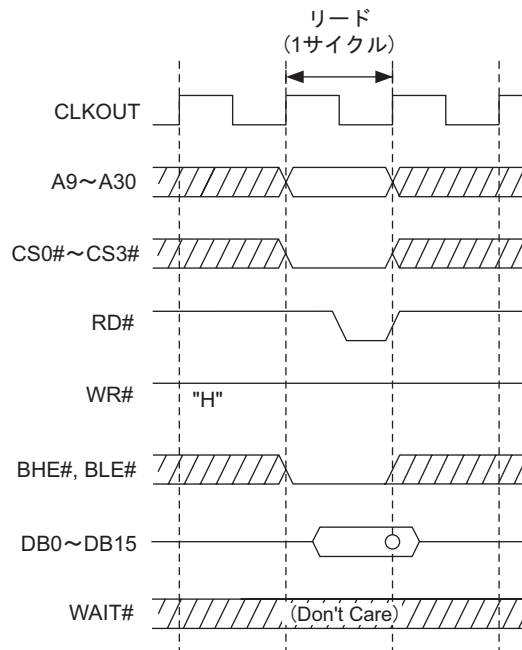 リード
(1サイクル)
CLKOUT
A9～A30
CS0#～CS3#
RD#
WR#
"H"
BHE#, BLE#
DB0～DB15
WAIT#
(Don't Care)